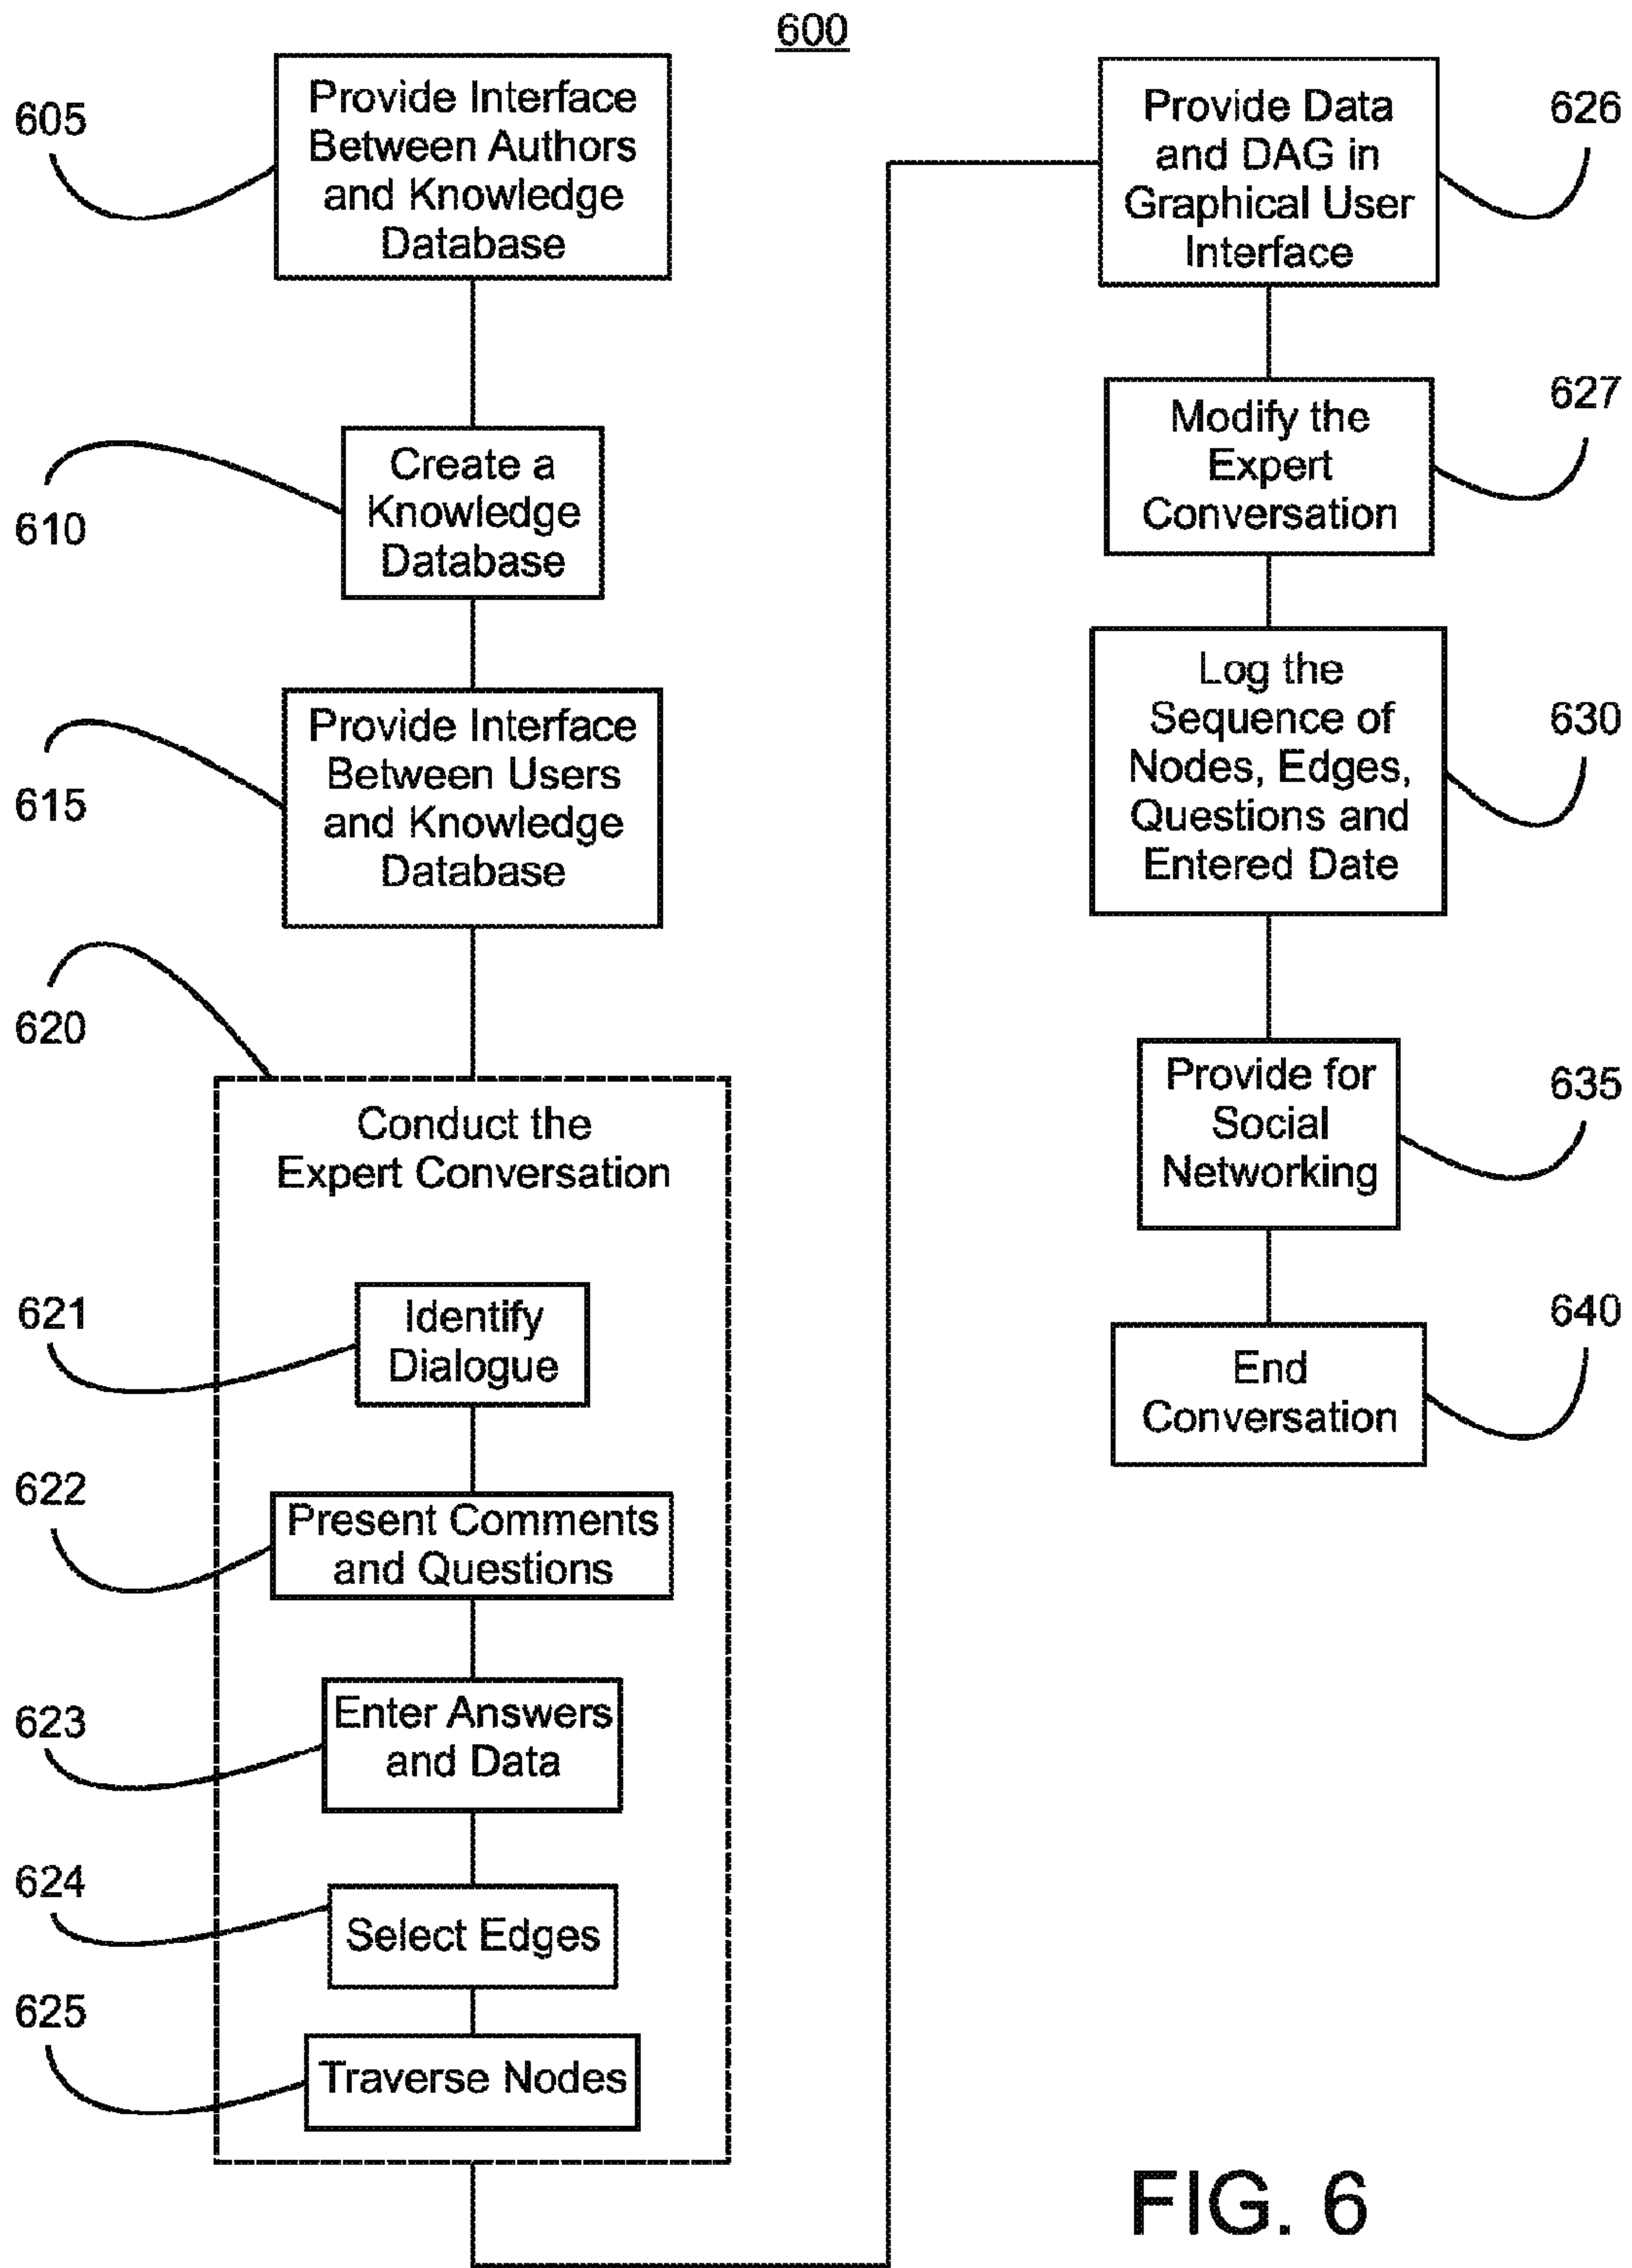 600
605
Provide Interface
Between Authors
and Knowledge
Database
610
Create a
Knowledge
Database
615
Provide Interface
Between Users
and Knowledge
Database
620
Conduct the
Expert Conversation
621
Identify
Dialogue
622
Present Comments
and Questions
623
Enter Answers
and Data
624
Select Edges
625
Traverse Nodes
Provide Data
and DAG in
Graphical User
Interface
626
Modify the
Expert
Conversation
627
Log the
Sequence of
Nodes, Edges,
Questions and
Entered Date
630
Provide for
Social
Networking
635
End
Conversation
640
FIG. 6